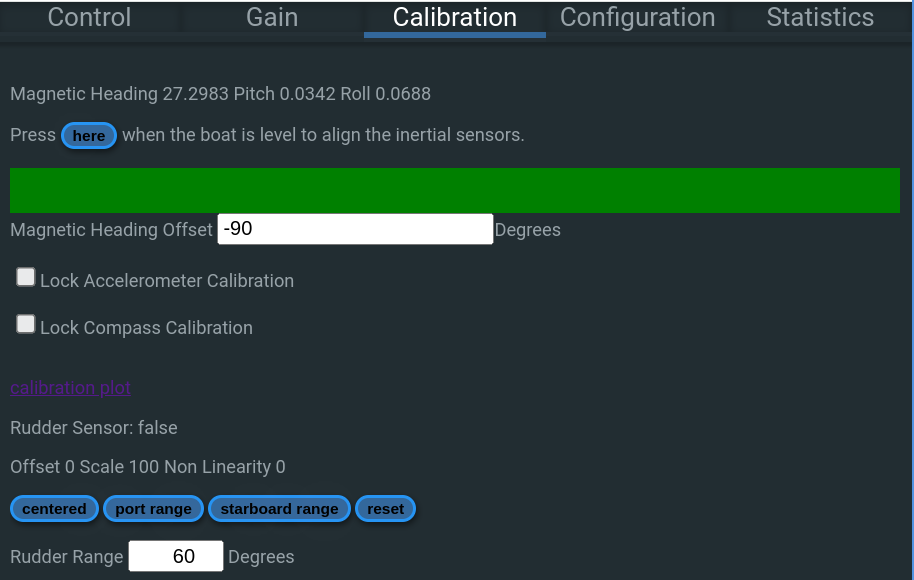 Control Gain Calibration Configuration Statistics
Magnetic Heading 27.2983 Pitch 0.0342 Roll 0.0688
Press here when the boat is level to align the inertial sensors.
Magnetic Heading Offset -90 Degrees
Lock Accelerometer Calibration
Lock Compass Calibration
calibration plot
Rudder Sensor: false
Offset 0 Scale 100 Non Linearity 0
centered port range starboard range reset
Rudder Range 60 Degrees